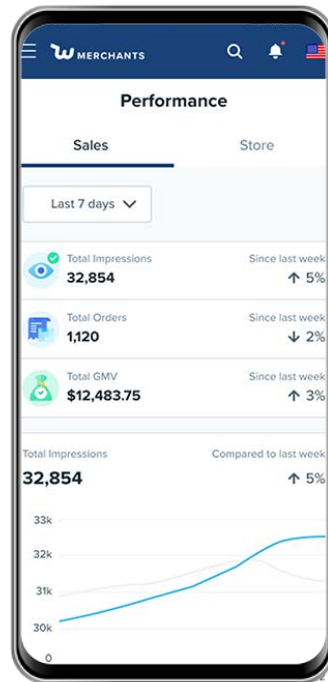 MERCHANTS
Performance
Sales
Store
Last 7 days
Total Impressions
Since last week
32,854
↑ 5%
Total Orders
Since last week
1,120
↓ 2%
Total GMV
Since last week
$12,483.75
↑ 3%
Total Impressions
Compared to last week
32,854
↑ 5%
33k
32k
31k
30k
0